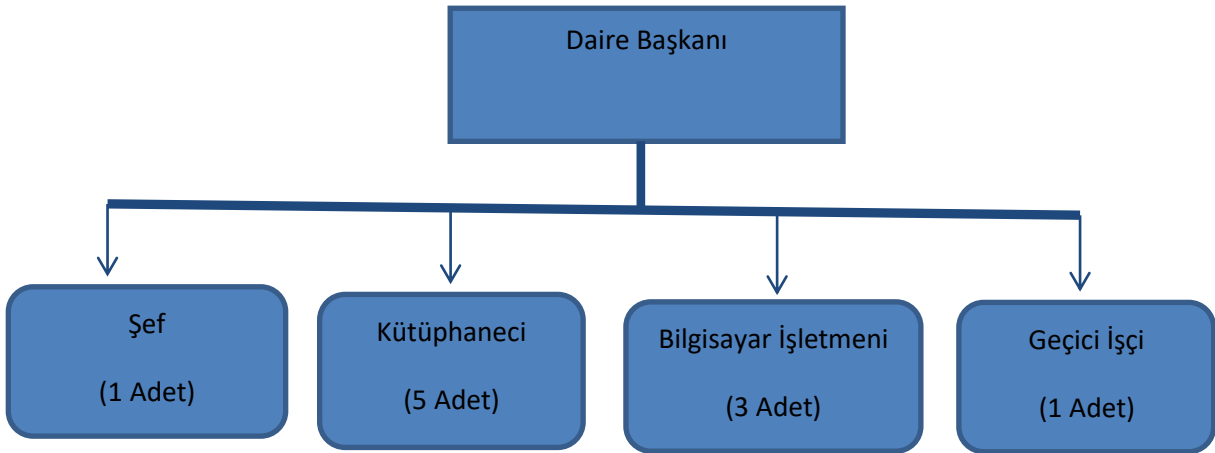 Daire Başkanı
Şef
(1 Adet)
Kütüphaneci
(5 Adet)
Bilgisayar İşletmeni
(3 Adet)
Geçici İşçi
(1 Adet)